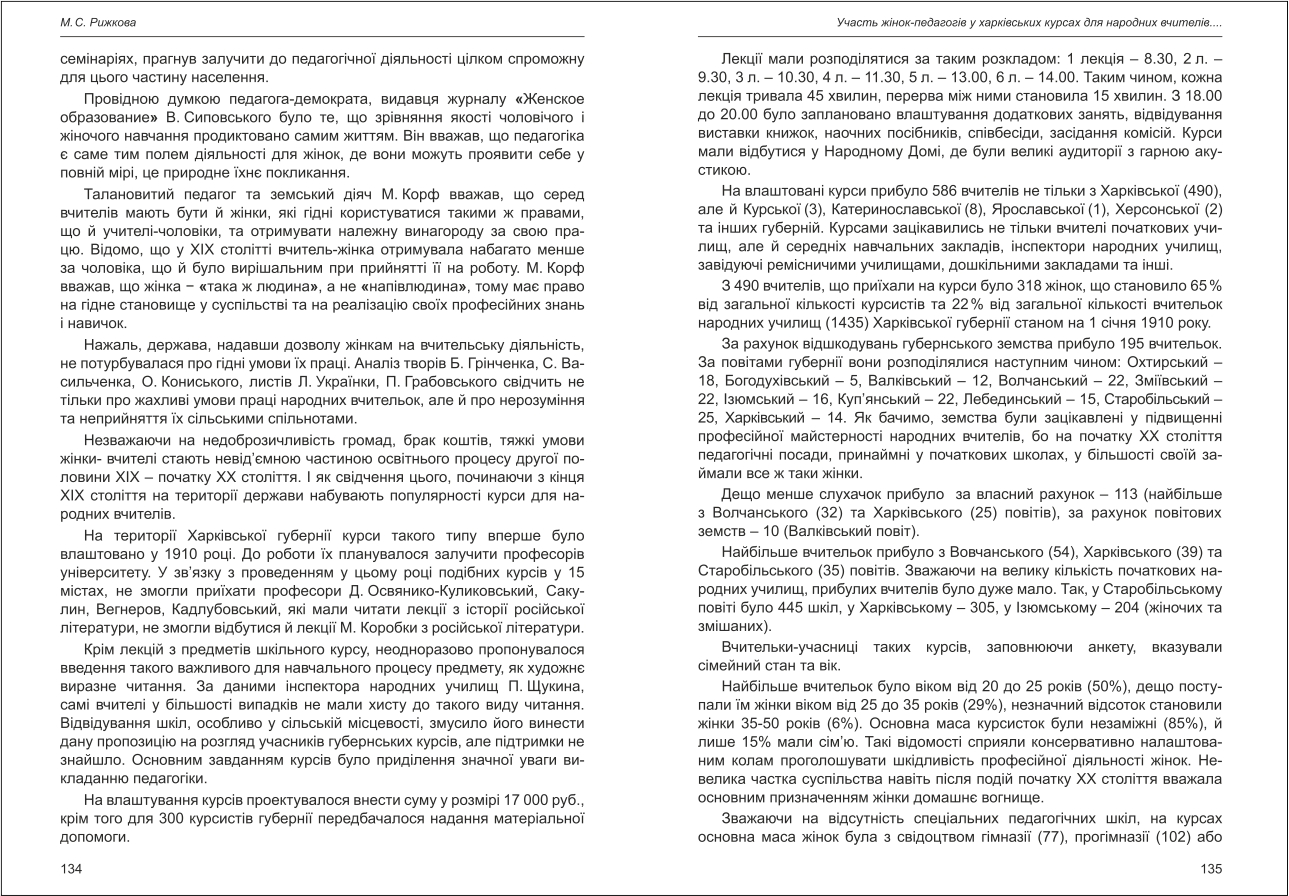 М. С. Рижкова
семінаріях, прагнув залучити до педагогічної діяльності цілком спроможну
для цього частину населення.
Провідною думкою педагога-демократа, видавця журналу «Женское
образование» В. Сиповського було те, що зрівняння якості чоловічого і
жіночого навчання продиктовано самим життям. Він вважав, що педагогіка
є саме тим полем діяльності для жінок, де вони можуть проявити себе у
повній мірі, це природне їхнє покликання.
Талановитий педагог та земський діяч М. Корф вважав, що серед
вчителів мають бути й жінки, які гідні користуватися такими ж правами,
що й учителі-чоловіки, та отримувати належну винагороду за свою пра-
цю. Відомо, що у XIX столітті вчитель-жінка отримувала набагато менше
за чоловіка, що й було вирішальним при прийнятті її на роботу. М. Корф
вважав, що жінка − «така ж людина», а не «напівлюдина», тому має право
на гідне становище у суспільстві та на реалізацію своїх професійних знань
і навичок.
Нажаль, держава, надавши дозволу жінкам на вчительську діяльність,
не потурбувалася про гідні умови їх праці. Аналіз творів Б. Грінченка, С. Ва-
сильченка, О. Кониського, листів Л. Українки, П. Грабовського свідчить не
тільки про жахливі умови праці народних вчительок, але й про нерозуміння
та неприйняття їх сільськими спільнотами.
Незважаючи на недоброзичливість громад, брак коштів, тяжкі умови
жінки- вчителі стають невід’ємною частиною освітнього процесу другої по-
ловини XIX – початку XX століття. І як свідчення цього, починаючи з кінця
XIX століття на території держави набувають популярності курси для на-
родних вчителів.
На території Харківської губернії курси такого типу вперше було
влаштовано у 1910 році. До роботи їх планувалося залучити професорів
університету. У зв’язку з проведенням у цьому році подібних курсів у 15
містах, не змогли приїхати професори Д. Освянико-Куликовський, Саку-
лин, Вегнеров, Кадлубовський, які мали читати лекції з історії російської
літератури, не змогли відбутися й лекції М. Коробки з російської літератури.
Крім лекцій з предметів шкільного курсу, неодноразово пропонувалося
введення такого важливого для навчального процесу предмету, як художнє
виразне читання. За даними інспектора народних училищ П. Щукина,
самі вчителі у більшості випадків не мали хисту до такого виду читання.
Відвідування шкіл, особливо у сільській місцевості, змусило його винести
дану пропозицію на розгляд учасників губернських курсів, але підтримки не
знайшло. Основним завданням курсів було приділення значної уваги ви-
кладанню педагогіки.
На влаштування курсів проектувалося внести суму у розмірі 17 000 руб.,
крім того для 300 курсистів губернії передбачалося надання матеріальної
допомоги.
134
Участь жінок-педагогів у харківських курсах для народних вчителів....
Лекції мали розподілятися за таким розкладом: 1 лекція – 8.30, 2 л. –
9.30, 3 л. – 10.30, 4 л. – 11.30, 5 л. – 13.00, 6 л. – 14.00. Таким чином, кожна
лекція тривала 45 хвилин, перерва між ними становила 15 хвилин. З 18.00
до 20.00 було заплановано влаштування додаткових занять, відвідування
виставки книжок, наочних посібників, співбесіди, засідання комісій. Курси
мали відбутися у Народному Домі, де були великі аудиторії з гарною аку-
стикою.
На влаштовані курси прибуло 586 вчителів не тільки з Харківської (490),
але й Курської (3), Катеринославської (8), Ярославської (1), Херсонської (2)
та інших губерній. Курсами зацікавились не тільки вчителі початкових учи-
лищ, але й середніх навчальних закладів, інспектори народних училищ,
завідуючі ремісничими училищами, дошкільними закладами та інші.
З 490 вчителів, що приїхали на курси було 318 жінок, що становило 65 %
від загальної кількості курсистів та 22 % від загальної кількості вчительок
народних училищ (1435) Харківської губернії станом на 1 січня 1910 року.
За рахунок відшкодувань губернського земства прибуло 195 вчительок.
За повітами губернії вони розподілялися наступним чином: Охтирський –
18, Богодухівський – 5, Валківський – 12, Волчанський – 22, Зміївський –
22, Ізюмський – 16, Куп’янський – 22, Лебединський – 15, Старобільський –
25, Харківський – 14. Як бачимо, земства були зацікавлені у підвищенні
професійної майстерності народних вчителів, бо на початку XX століття
педагогічні посади, принаймні у початкових школах, у більшості своїй за-
ймали все ж таки жінки.
Дещо менше слухачок прибуло за власний рахунок – 113 (найбільше
з Волчанського (32) та Харківського (25) повітів), за рахунок повітових
земств – 10 (Валківський повіт).
Найбільше вчительок прибуло з Вовчанського (54), Харківського (39) та
Старобільського (35) повітів. Зважаючи на велику кількість початкових на-
родних училищ, прибулих вчителів було дуже мало. Так, у Старобільському
повіті було 445 шкіл, у Харківському – 305, у Ізюмському – 204 (жіночих та
змішаних).
Вчительки-учасниці таких курсів, заповнюючи анкету, вказували
сімейний стан та вік.
Найбільше вчительок було віком від 20 до 25 років (50%), дещо посту-
пали їм жінки віком від 25 до 35 років (29%), незначний відсоток становили
жінки 35-50 років (6%). Основна маса курсисток були незаміжні (85%), й
лише 15% мали сім’ю. Такі відомості сприяли консервативно налаштова-
ним колам проголошувати шкідливість професійної діяльності жінок. Не-
велика частка суспільства навіть після подій початку XX століття вважала
основним призначенням жінки домашнє вогнище.
Зважаючи на відсутність спеціальних педагогічних шкіл, на курсах
основна маса жінок була з свідоцтвом гімназії (77), прогімназії (102) або
135